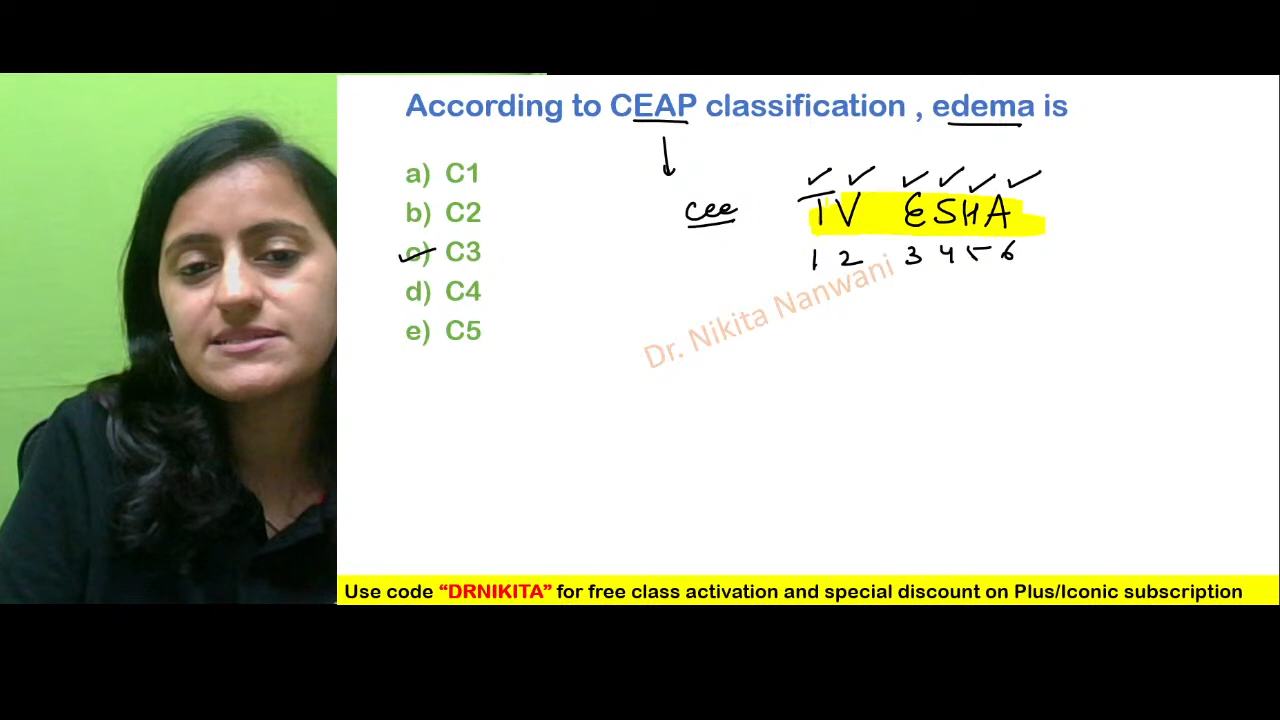 According to CEAP classification , edema is
a) C1
b) C2
c) C3
d) C4
e) C5
TV ESHA
1 2 3 4 5 6
Dr. Nikita Nanwani
Use code “DRNIKITA” for free class activation and special discount on Plus/Iconic subscription